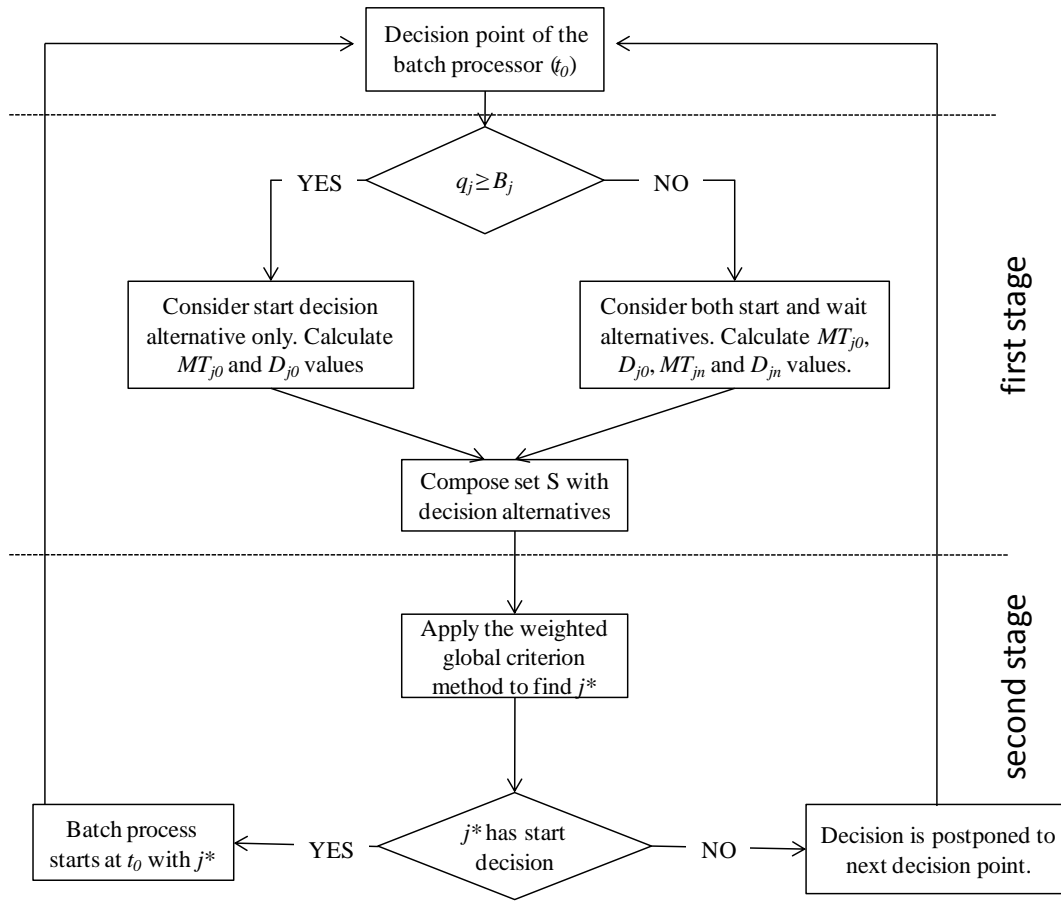 Decision point of the
batch processor (t0)
qj ≥ Bj
YES
NO
Consider start decision
alternative only. Calculate
MTj0 and Dj0 values
Consider both start and wait
alternatives. Calculate MTj0,
Dj0, MTjn and Djn values.
Compose set S with
decision alternatives
first stage
Apply the weighted
global criterion
method to find j*
second stage
Batch process
starts at t0 with j*
YES
j* has start
decision
NO
Decision is postponed to
next decision point.